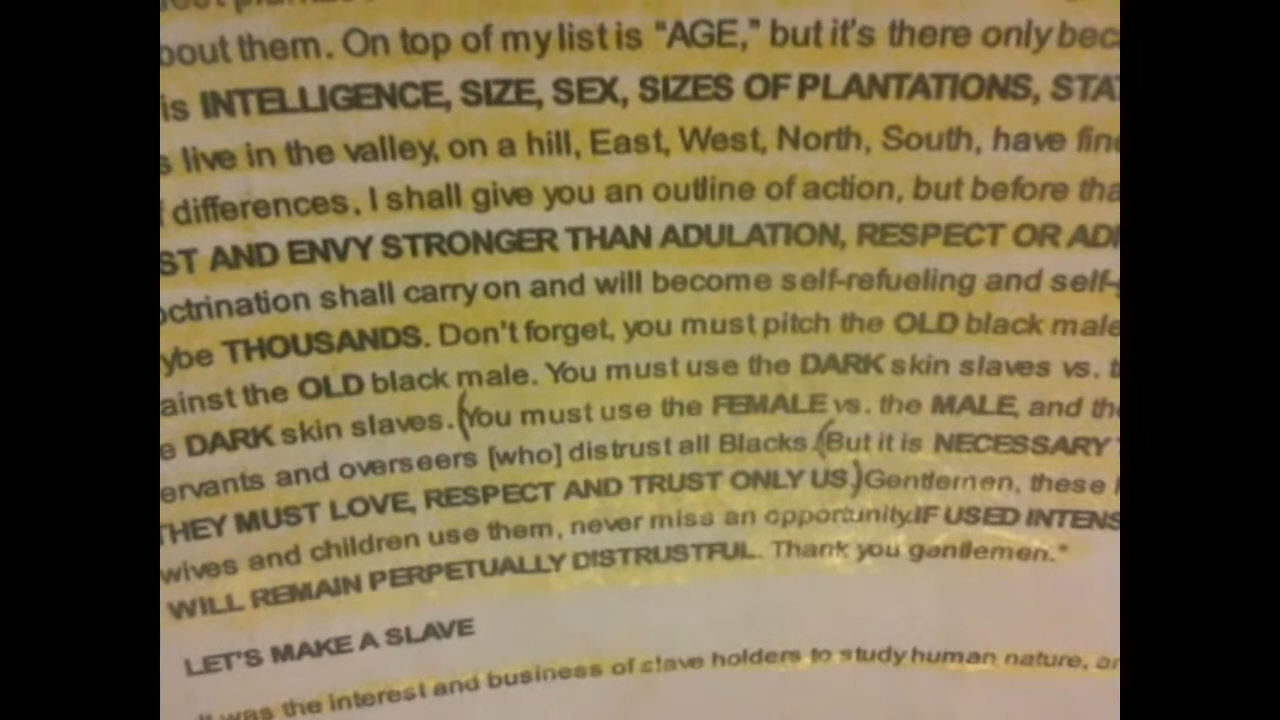 bout them. On top of my list is "AGE," but it's there only bec
is INTELLIGENCE, SIZE, SEX, SIZES OF PLANTATIONS, STAT
s live in the valley, on a hill, East, West, North, South, have fine
f differences, I shall give you an outline of action, but before tha
ST AND ENVY STRONGER THAN ADULATION, RESPECT OR ADM
octrination shall carry on and will become self-refueling and self-g
ybe THOUSANDS. Don't forget, you must pitch the OLD black male
ainst the OLD black male. You must use the DARK skin slaves vs. t
e DARK skin slaves. (You must use the FEMALE vs. the MALE, and the
ervants and overseers [who] distrust all Blacks. (But it is NECESSARY
THEY MUST LOVE, RESPECT AND TRUST ONLY US.) Gentlemen, these
wives and children use them, never miss an opportunity. IF USED INTENS
WILL REMAIN PERPETUALLY DISTRUSTFUL. Thank you gentlemen."
LET'S MAKE A SLAVE
It was the interest and business of slave holders to study human nature, an